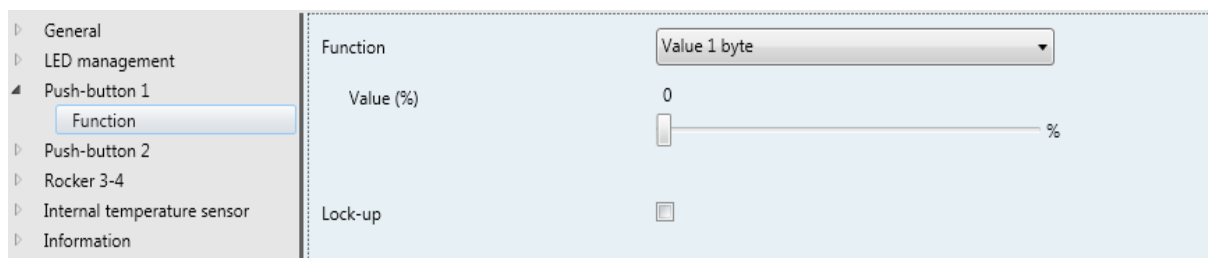 General
LED management
Push-button 1
Function
Push-button 2
Rocker 3-4
Internal temperature sensor
Information
Function
Value 1 byte
Value (%)
0
%
Lock-up